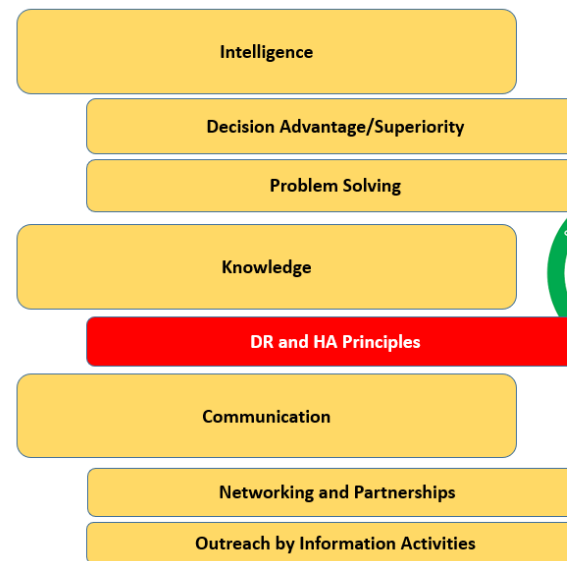 Intelligence
Decision Advantage/Superiority
Problem Solving
Knowledge
DR and HA Principles
Communication
Networking and Partnerships
Outreach by Information Activities